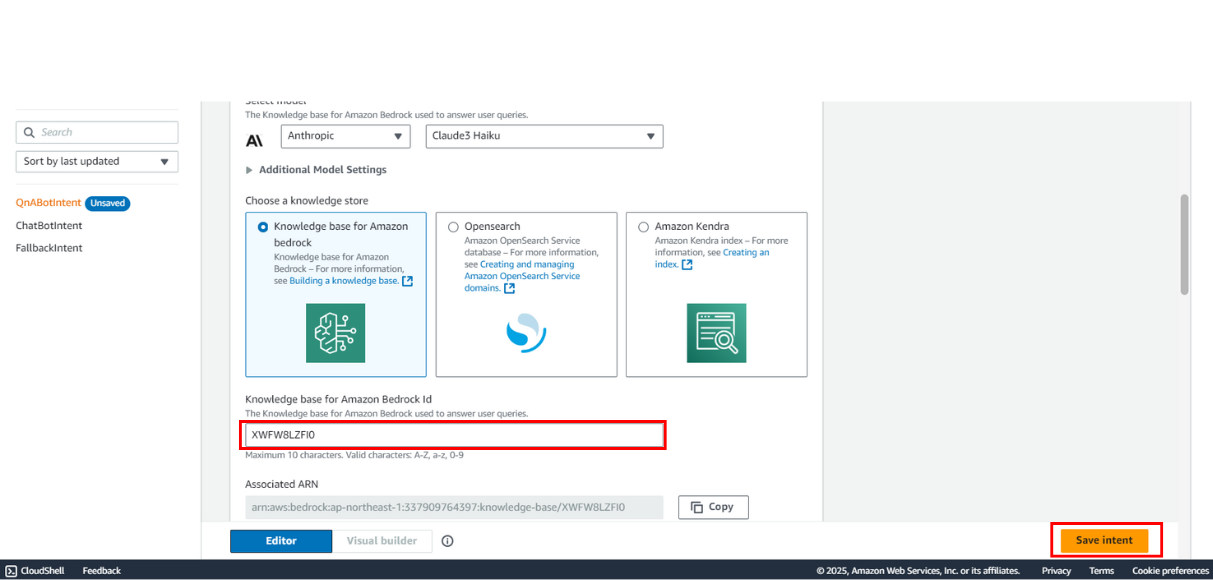 Select model
The Knowledge base for Amazon Bedrock used to answer user queries.
Search
A\ Anthropic Claude3 Haiku
Sort by last updated
Additional Model Settings
QnABotIntent Unsaved
ChatBotIntent
FallbackIntent
Choose a knowledge store
Knowledge base for Amazon
bedrock
Knowledge base for Amazon
Bedrock – For more information,
see Building a knowledge base.
Opensearch
Amazon OpenSearch Service
database – For more information,
see Creating and managing
Amazon OpenSearch Service
domains.
Amazon Kendra
Amazon Kendra index – For more
information, see Creating an
index.
Knowledge base for Amazon Bedrock Id
The Knowledge base for Amazon Bedrock used to answer user queries.
XWFW8LZFI0
Maximum 10 characters. Valid characters: A-Z, a-z, 0-9
Associated ARN
arn:aws:bedrock:ap-northeast-1:337909764397:knowledge-base/XWFW8LZFI0 Copy
Editor Visual builder Save intent
CloudShell Feedback © 2025, Amazon Web Services, Inc. or its affiliates. Privacy Terms Cookie preferences